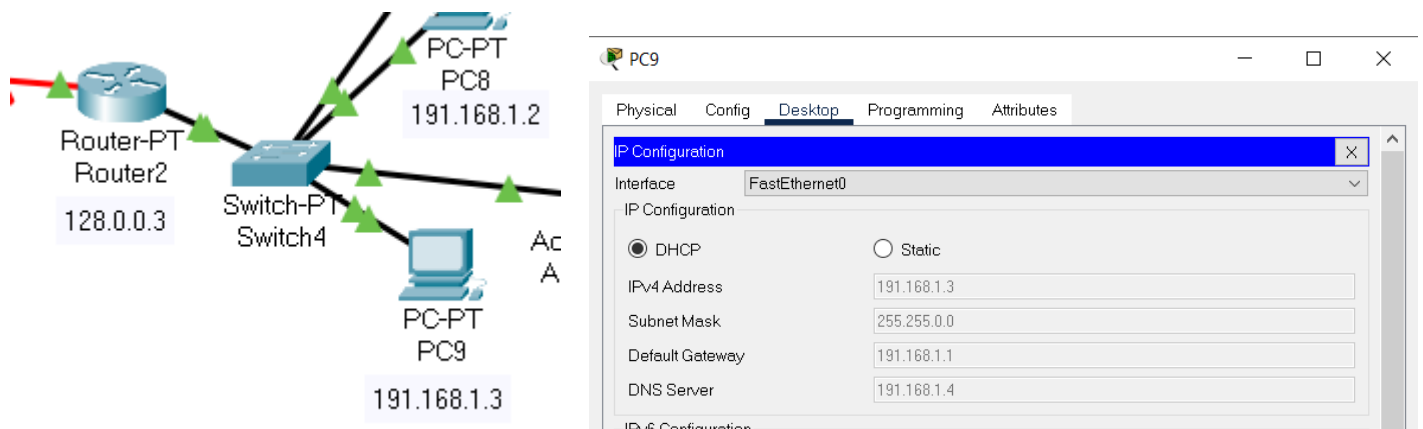 PC-PT
PC8
191.168.1.2
Router-PT
Router2
128.0.0.3
Switch-PT
Switch4
Ac
A
PC-PT
PC9
191.168.1.3
PC9
Physical Config Desktop Programming Attributes
IP Configuration X
Interface FastEthernet0
IP Configuration
DHCP Static
IPv4 Address 191.168.1.3
Subnet Mask 255.255.0.0
Default Gateway 191.168.1.1
DNS Server 191.168.1.4
IPv6 Configuration